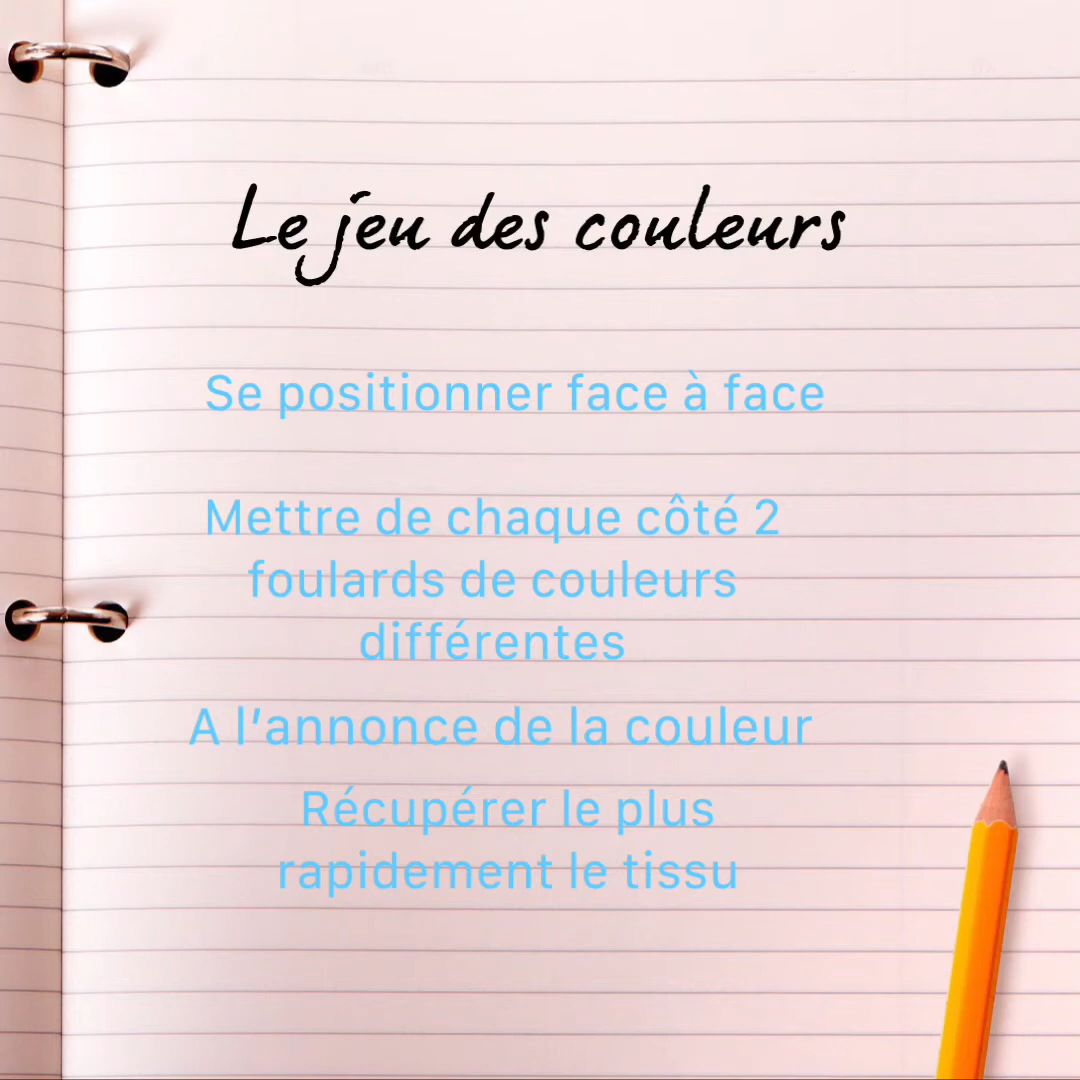 Le jeu des couleurs
Se positionner face à face
Mettre de chaque côté 2
foulards de couleurs
différentes
A l'annonce de la couleur
Récupérer le plus
rapidement le tissu